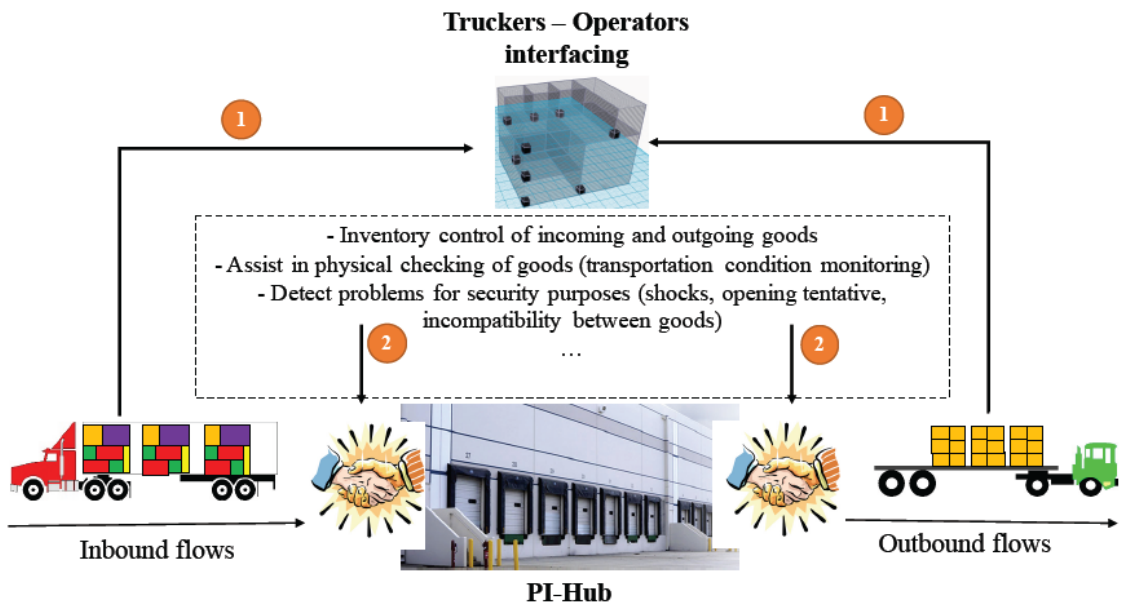 Truckers – Operators
interfacing
1
1
- Inventory control of incoming and outgoing goods
- Assist in physical checking of goods (transportation condition monitoring)
- Detect problems for security purposes (shocks, opening tentative,
incompatibility between goods)
2
2
…
Inbound flows
Outbound flows
PI-Hub